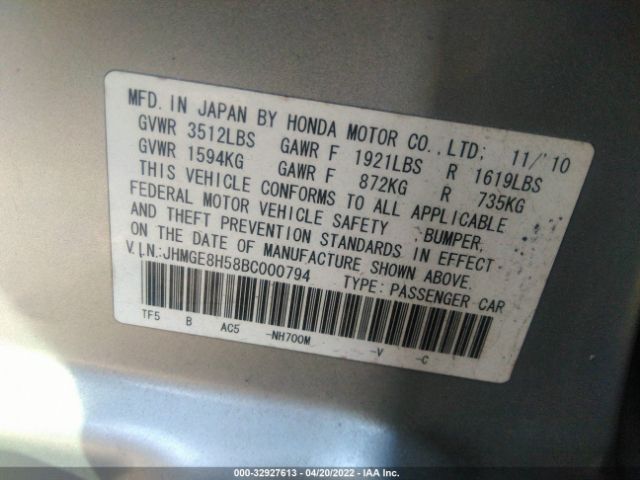 MFD. IN JAPAN BY HONDA MOTOR CO., LTD; 11/'10
GVWR 3512LBS GAWR F 1921LBS R 1619LBS
GVWR 1594KG GAWR F 872KG R 735KG
THIS VEHICLE CONFORMS TO ALL APPLICABLE
FEDERAL MOTOR VEHICLE SAFETY, BUMPER,
AND THEFT PREVENTION STANDARDS IN EFFECT
ON THE DATE OF MANUFACTURE SHOWN ABOVE.
V.I.N.:JHMGE8H58BC000794 TYPE: PASSENGER CAR
TF5 B AC5 -NH700M -V -C
000-32927613 - 04/20/2022 - IAA Inc.